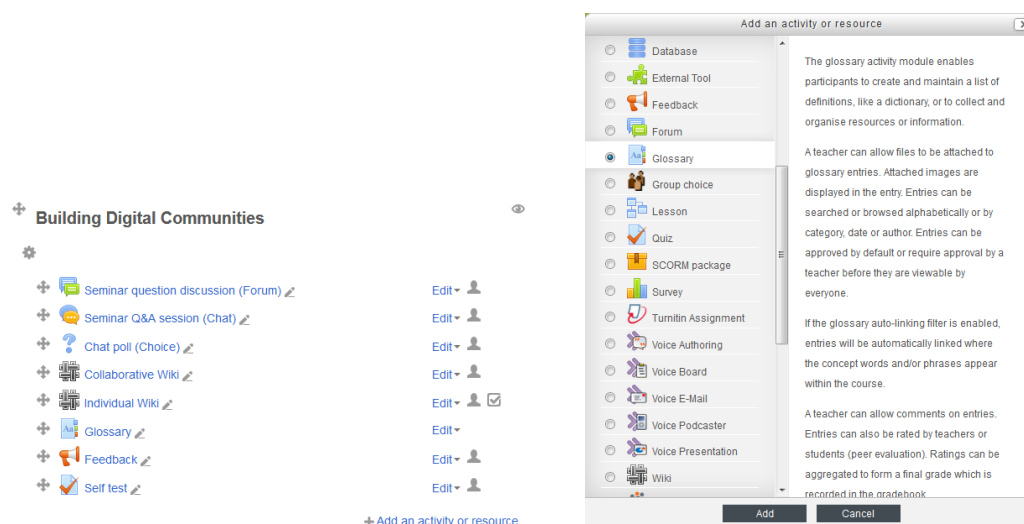 Building Digital Communities
Seminar question discussion (Forum) Edit
Seminar Q&A session (Chat) Edit
Chat poll (Choice) Edit
Collaborative Wiki Edit
Individual Wiki Edit
Aa Glossary Edit
Feedback Edit
Self test Edit
Add an activity or resource
Add an activity or resource
Database
External Tool
Feedback
Forum
Aa Glossary
Group choice
Lesson
Quiz
SCORM package
Survey
Turnitin Assignment
Voice Authoring
Voice Board
Voice E-Mail
Voice Podcaster
Voice Presentation
Wiki
The glossary activity module enables
participants to create and maintain a list of
definitions, like a dictionary, or to collect and
organise resources or information.
A teacher can allow files to be attached to
glossary entries. Attached images are
displayed in the entry. Entries can be
searched or browsed alphabetically or by
category, date or author. Entries can be
approved by default or require approval by a
teacher before they are viewable by
everyone.
If the glossary auto-linking filter is enabled,
entries will be automatically linked where
the concept words and/or phrases appear
within the course.
A teacher can allow comments on entries.
Entries can also be rated by teachers or
students (peer evaluation). Ratings can be
aggregated to form a final grade which is
recorded in the gradebook
Add Cancel